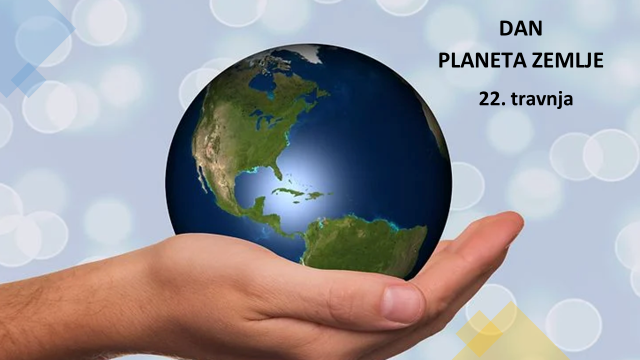 DAN
PLANETA ZEMLJE
22. travnja